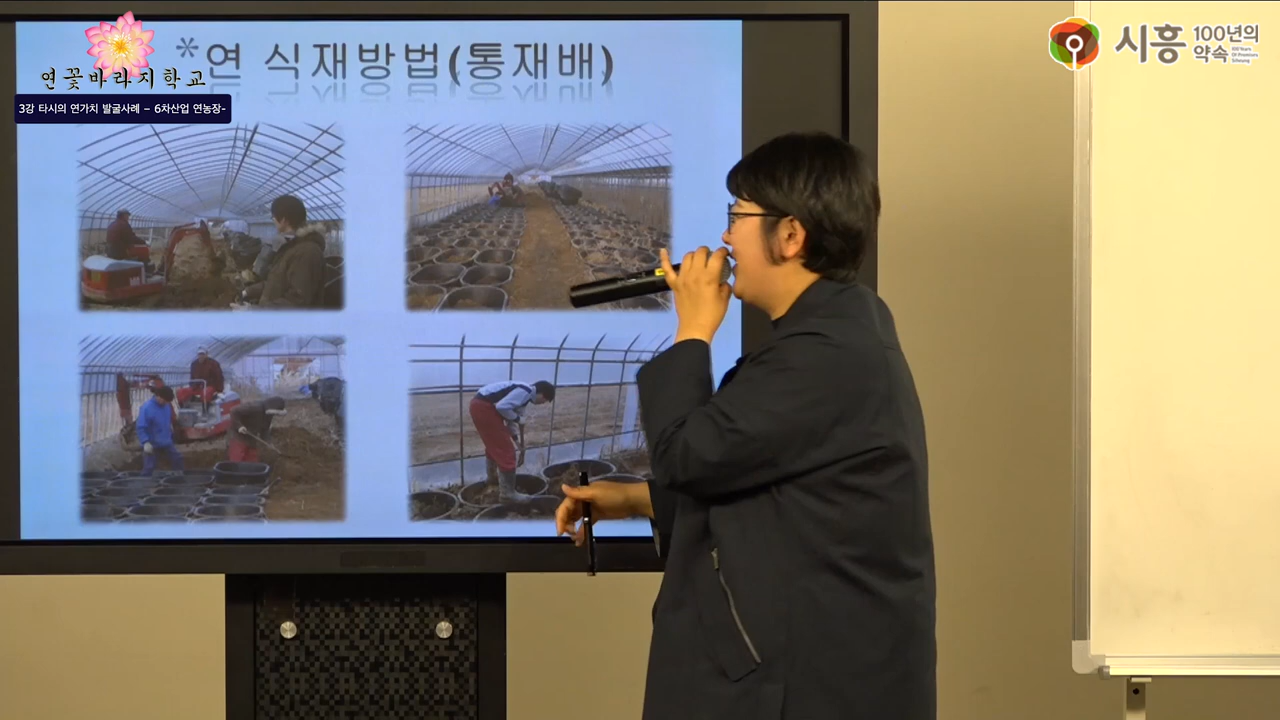 연꽃바라지학교
3강 타시의 연가치 발굴사례 – 6차산업 연농장-
*연 식재방법(통재배)
시흥
100년의
약속